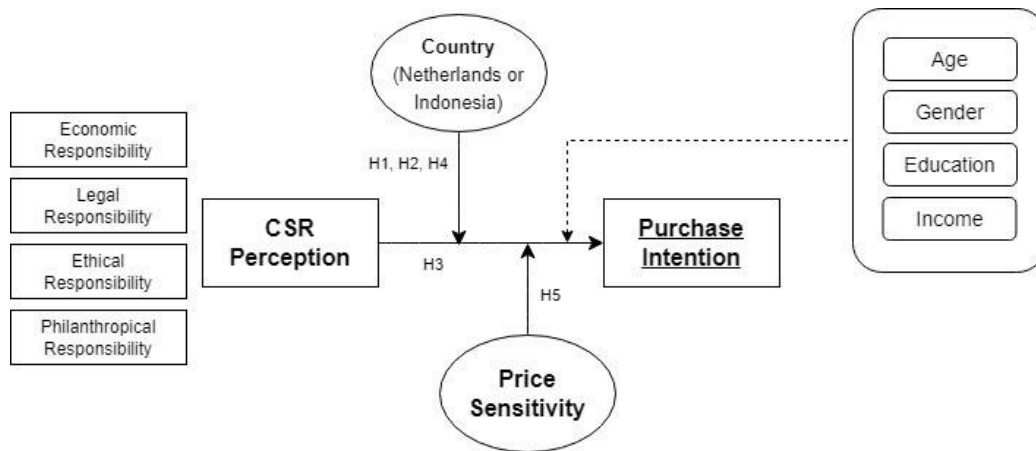 Economic
Responsibility
Legal
Responsibility
Ethical
Responsibility
Philanthropical
Responsibility
CSR
Perception
Country
(Netherlands or
Indonesia)
H1, H2, H4
H3
H5
Price
Sensitivity
Purchase
Intention
Age
Gender
Education
Income